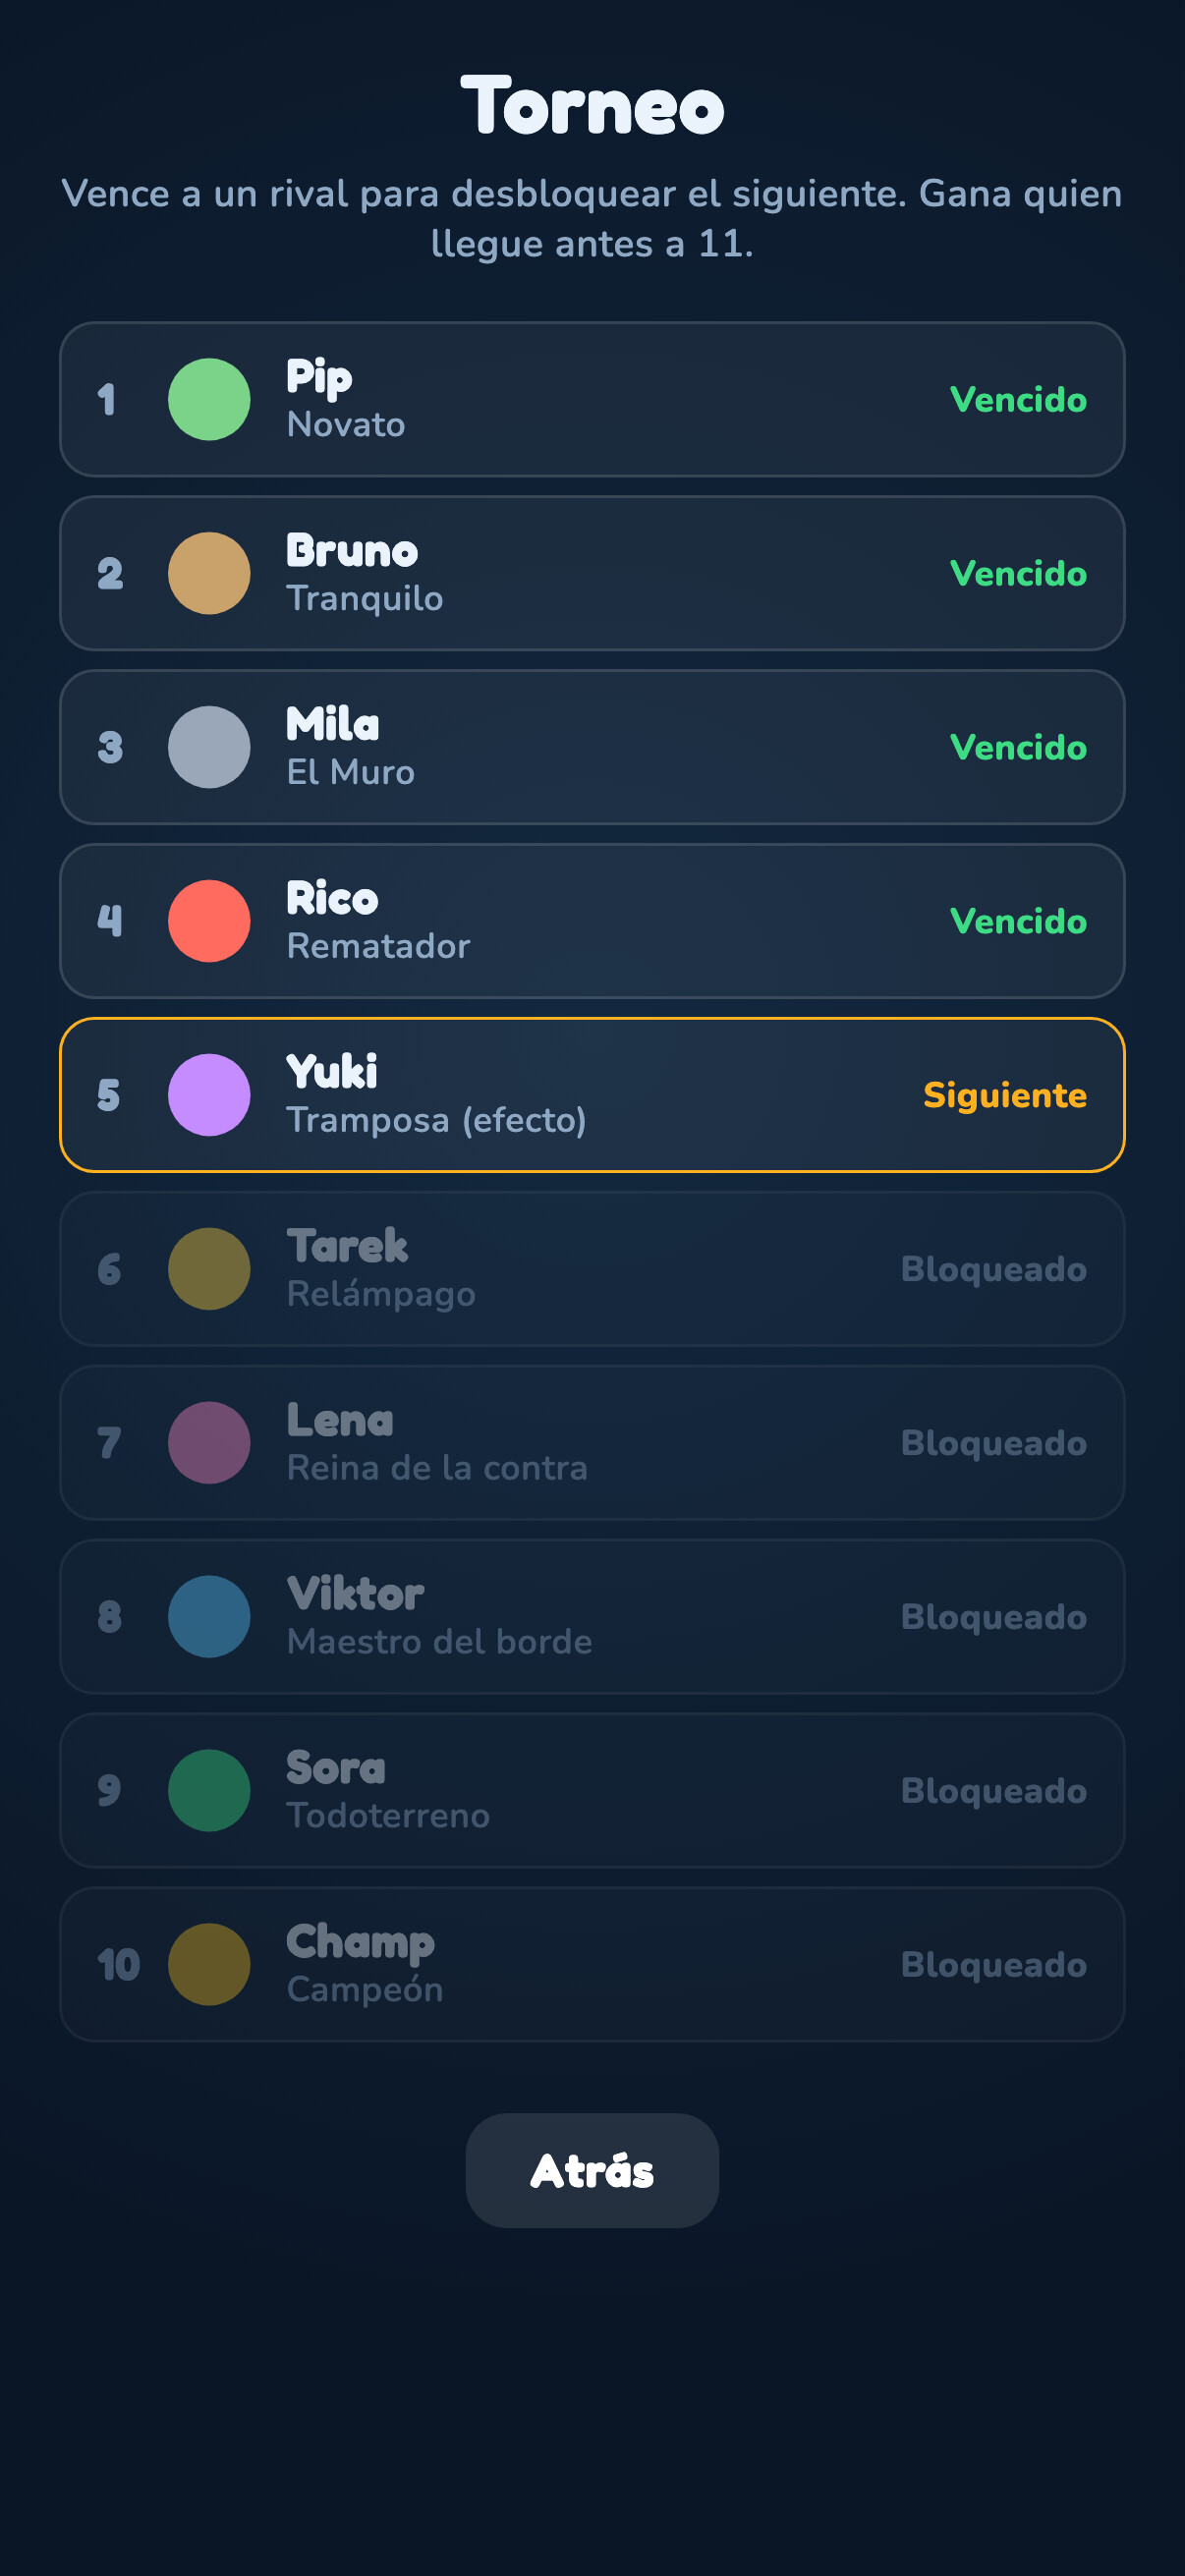 Torneo
Vence a un rival para desbloquear el siguiente. Gana quien
llegue antes a 11.
1
Pip
Novato
Vencido
2
Bruno
Tranquilo
Vencido
3
Mila
El Muro
Vencido
4
Rico
Rematador
Vencido
5
Yuki
Tramposa (efecto)
Siguiente
6
Tarek
Relámpago
Bloqueado
7
Lena
Reina de la contra
Bloqueado
8
Viktor
Maestro del borde
Bloqueado
9
Sora
Todoterreno
Bloqueado
10
Champ
Campeón
Bloqueado
Atrás